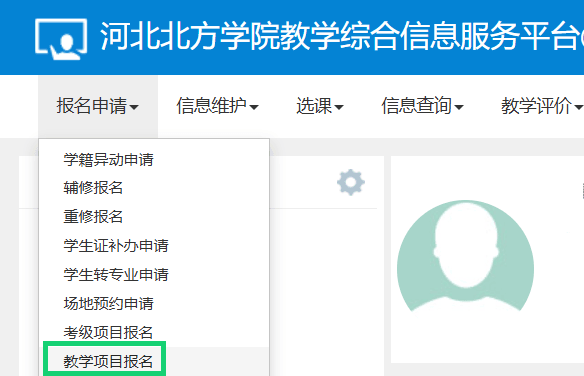 河北北方学院教学综合信息服务平台
报名申请 信息维护 选课 信息查询 教学评价
学籍异动申请
辅修报名
重修报名
学生证补办申请
学生转专业申请
场地预约申请
考级项目报名
教学项目报名